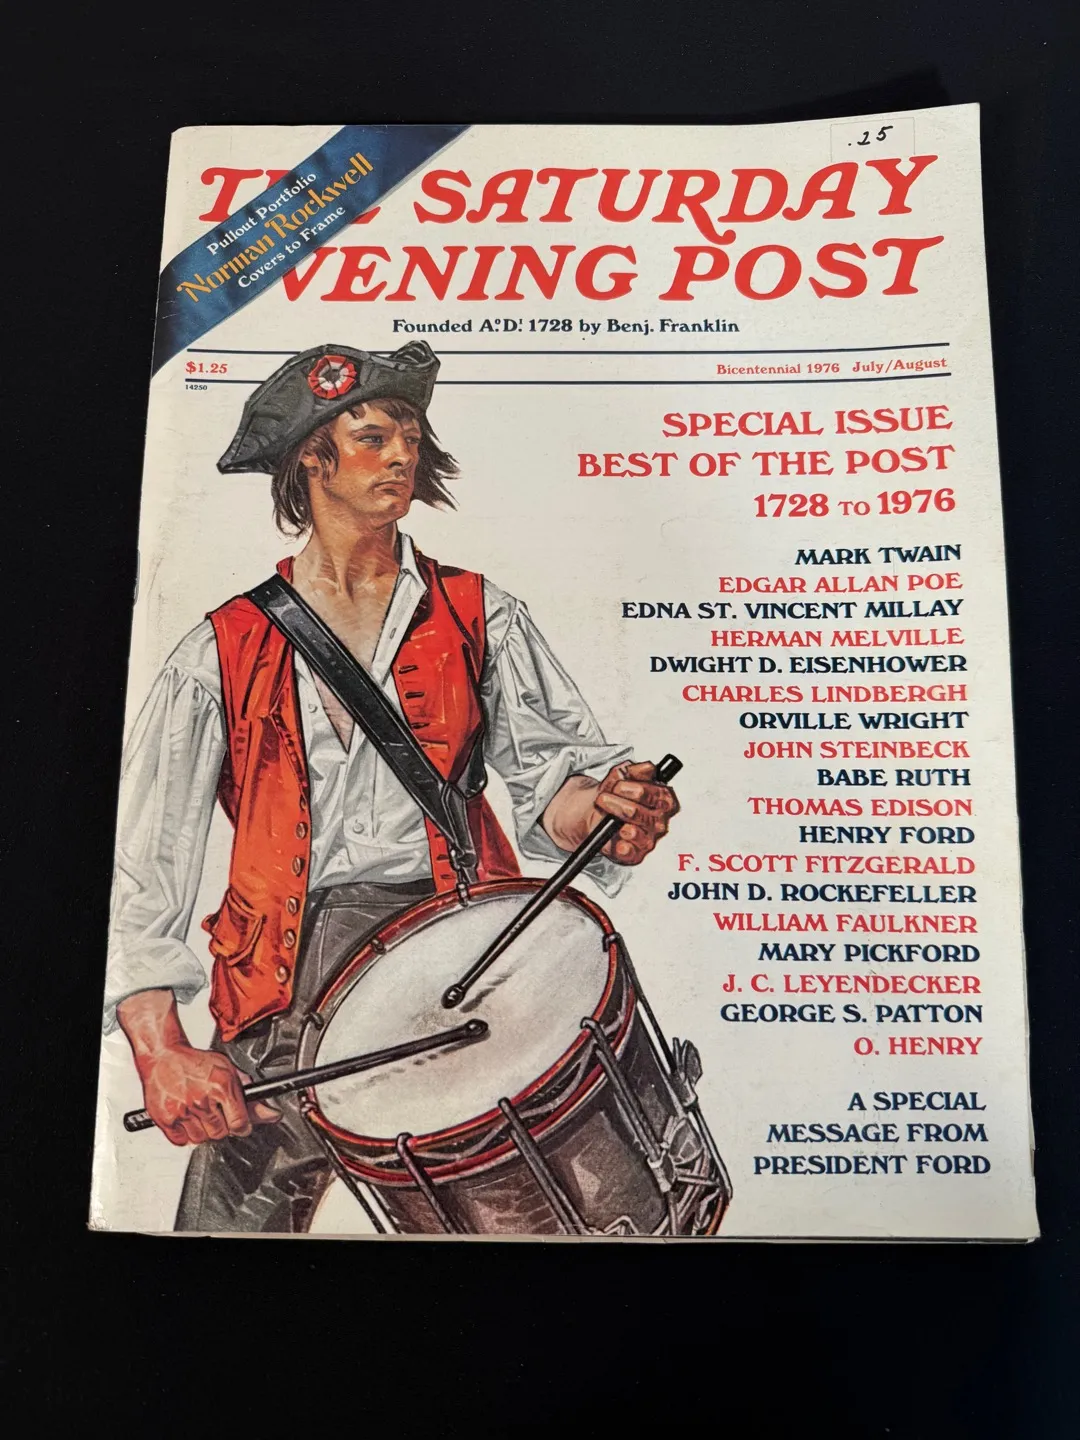 .25
Pullout Portfolio
Norman Rockwell
Covers to Frame
SATURDAY
EVENING POST
Founded A.º D.! 1728 by Benj. Franklin
$1.25
Bicentennial 1976 July/August
14250
SPECIAL ISSUE
BEST OF THE POST
1728 TO 1976
MARK TWAIN
EDGAR ALLAN POE
EDNA ST. VINCENT MILLAY
HERMAN MELVILLE
DWIGHT D. EISENHOWER
CHARLES LINDBERGH
ORVILLE WRIGHT
JOHN STEINBECK
BABE RUTH
THOMAS EDISON
HENRY FORD
F. SCOTT FITZGERALD
JOHN D. ROCKEFELLER
WILLIAM FAULKNER
MARY PICKFORD
J. C. LEYENDECKER
GEORGE S. PATTON
O. HENRY
A SPECIAL
MESSAGE FROM
PRESIDENT FORD